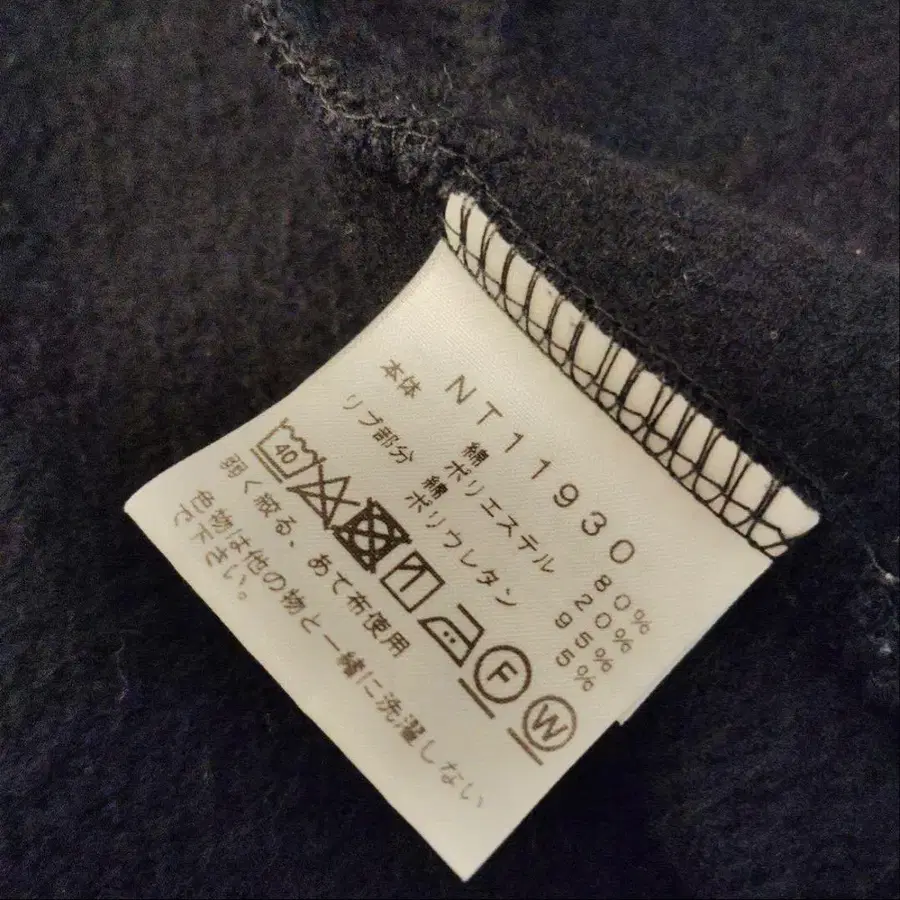 NT11930
本体 綿 80%
ポリエステル 20%
リブ部分 綿 95%
ポリウレタン 5%
40
F W
弱く絞る、あて布使用
色物は他の物と一緒に洗濯しない
で下さい。